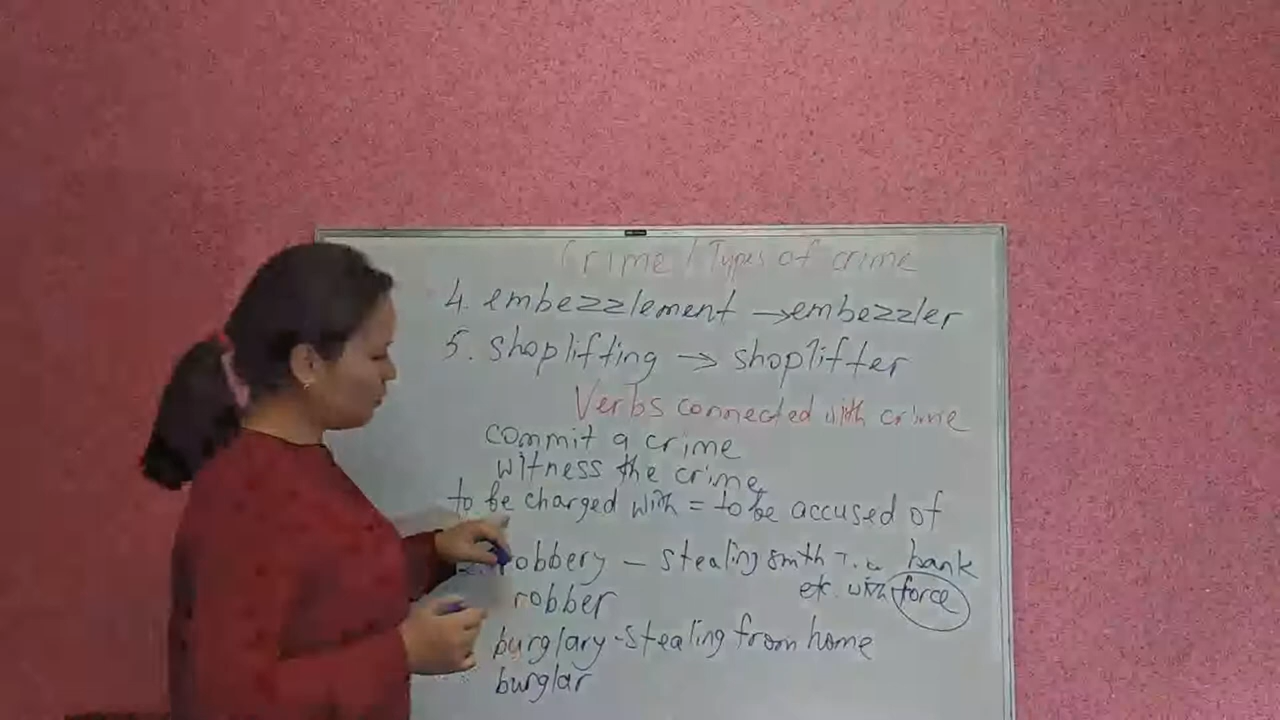 Crime / Types of crime
4. embezzlement → embezzler
5. shoplifting → shoplifter
Verbs connected with crime
commit a crime
witness the crime
to be charged with = to be accused of
robbery - stealing smth bank
etc. with force
robber
burglary - stealing from home
burglar